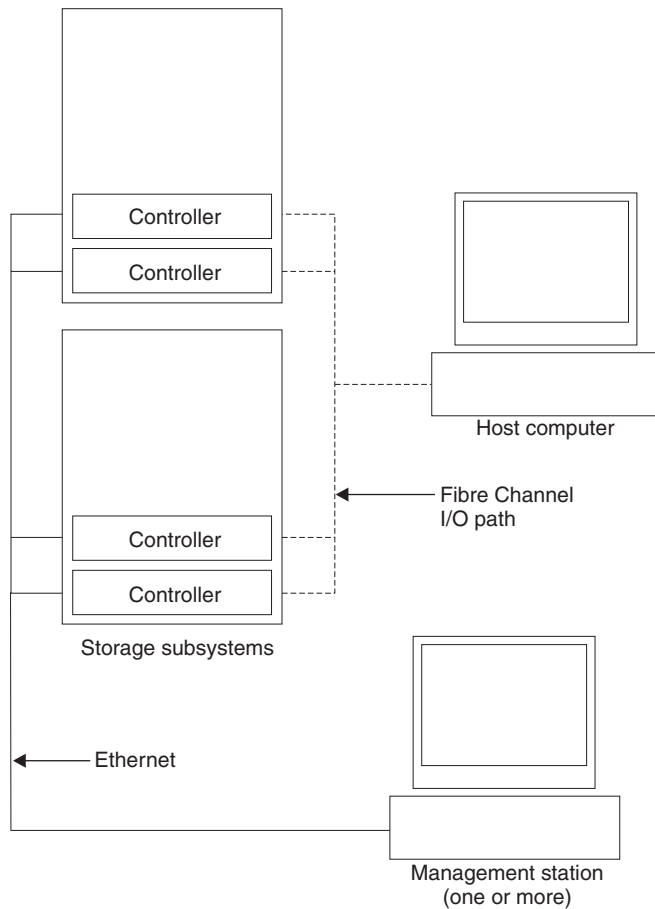 Controller
Controller
Host computer
Fibre Channel
I/O path
Controller
Controller
Storage subsystems
Ethernet
Management station
(one or more)